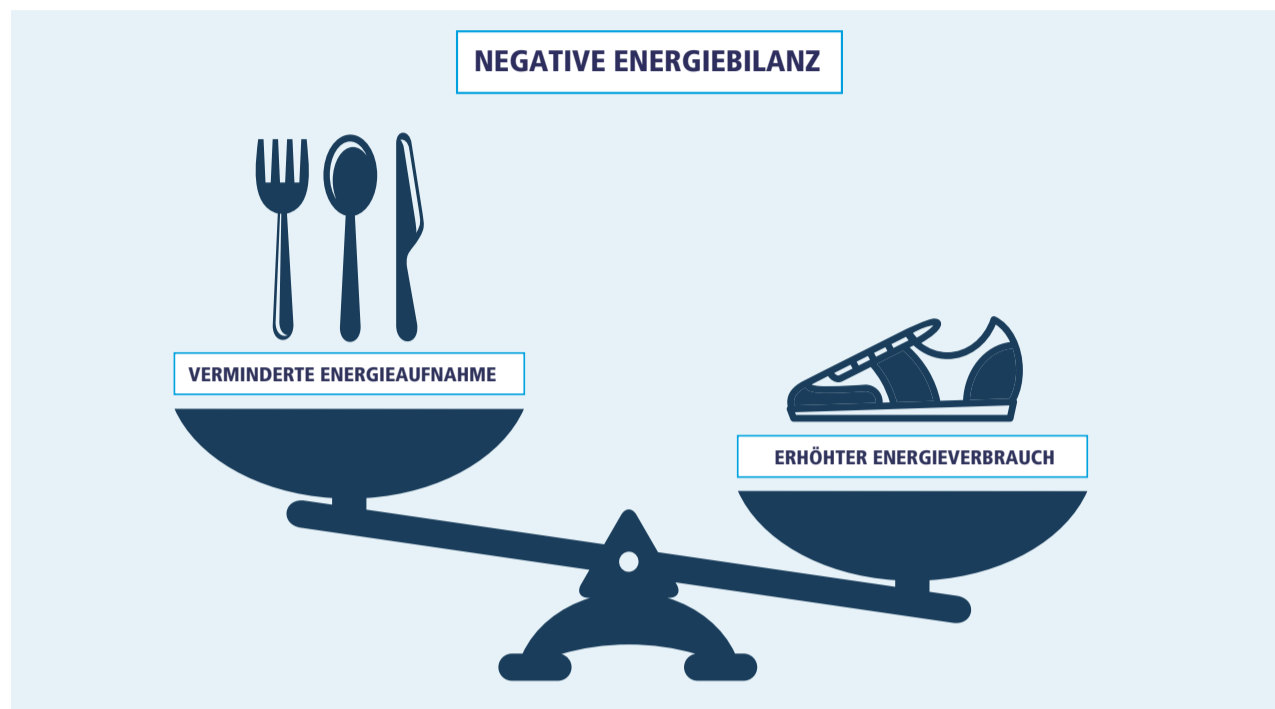 NEGATIVE ENERGIEBILANZ
VERMINDERTE ENERGIEAUFNAHME
ERHÖHTER ENERGIEVERBRAUCH